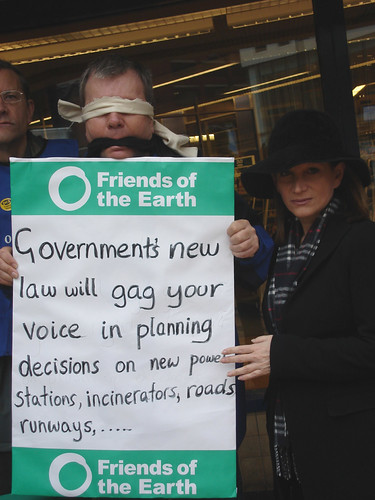 Friends of
the Earth
Government's new
law will gag your
voice in planning
decisions on new power
stations, incinerators, roads
runways, .....
Friends of
the Earth